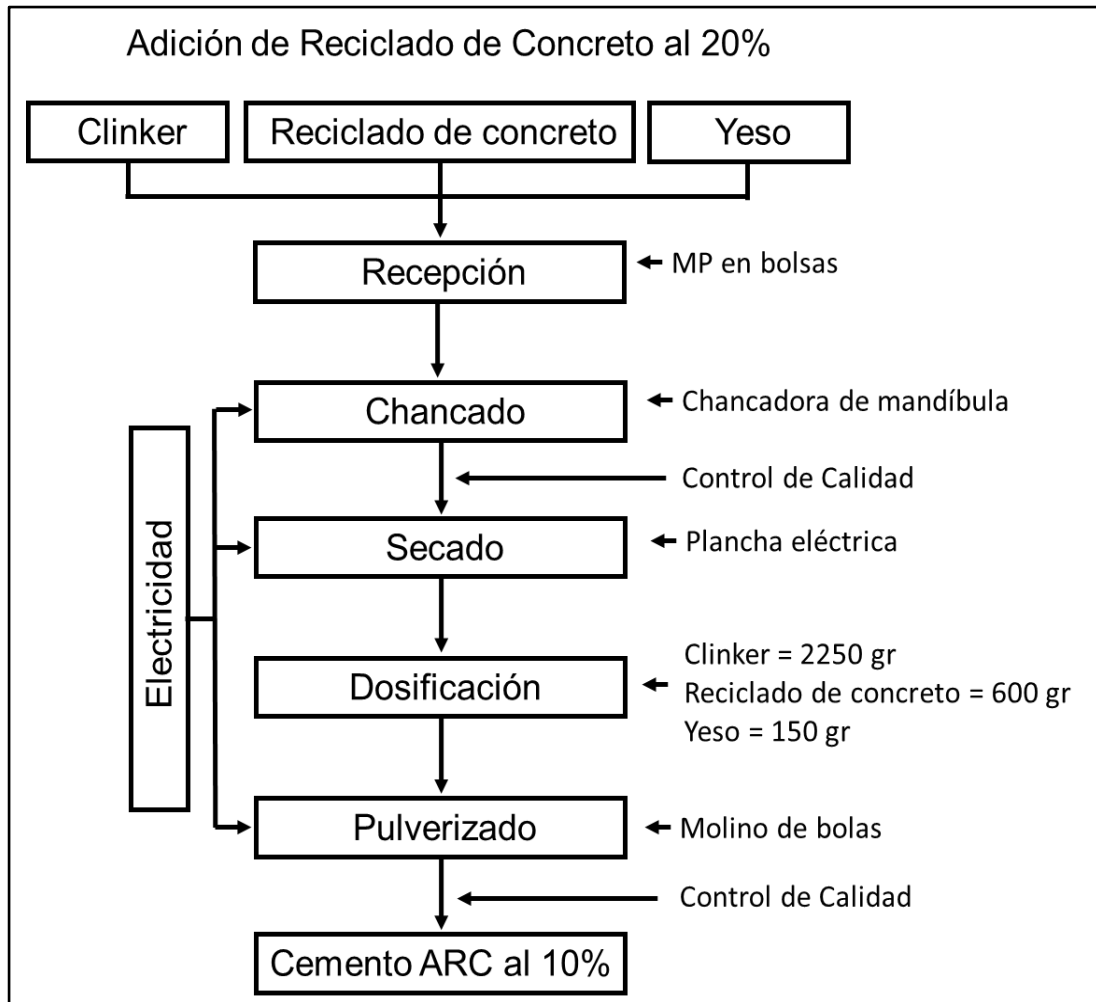 Adición de Reciclado de Concreto al 20%
Clinker
Reciclado de concreto
Yeso
Recepción
MP en bolsas
Chancado
Chancadora de mandíbula
Control de Calidad
Electricidad
Secado
Plancha eléctrica
Dosificación
Clinker = 2250 gr
Reciclado de concreto = 600 gr
Yeso = 150 gr
Pulverizado
Molino de bolas
Control de Calidad
Cemento ARC al 10%